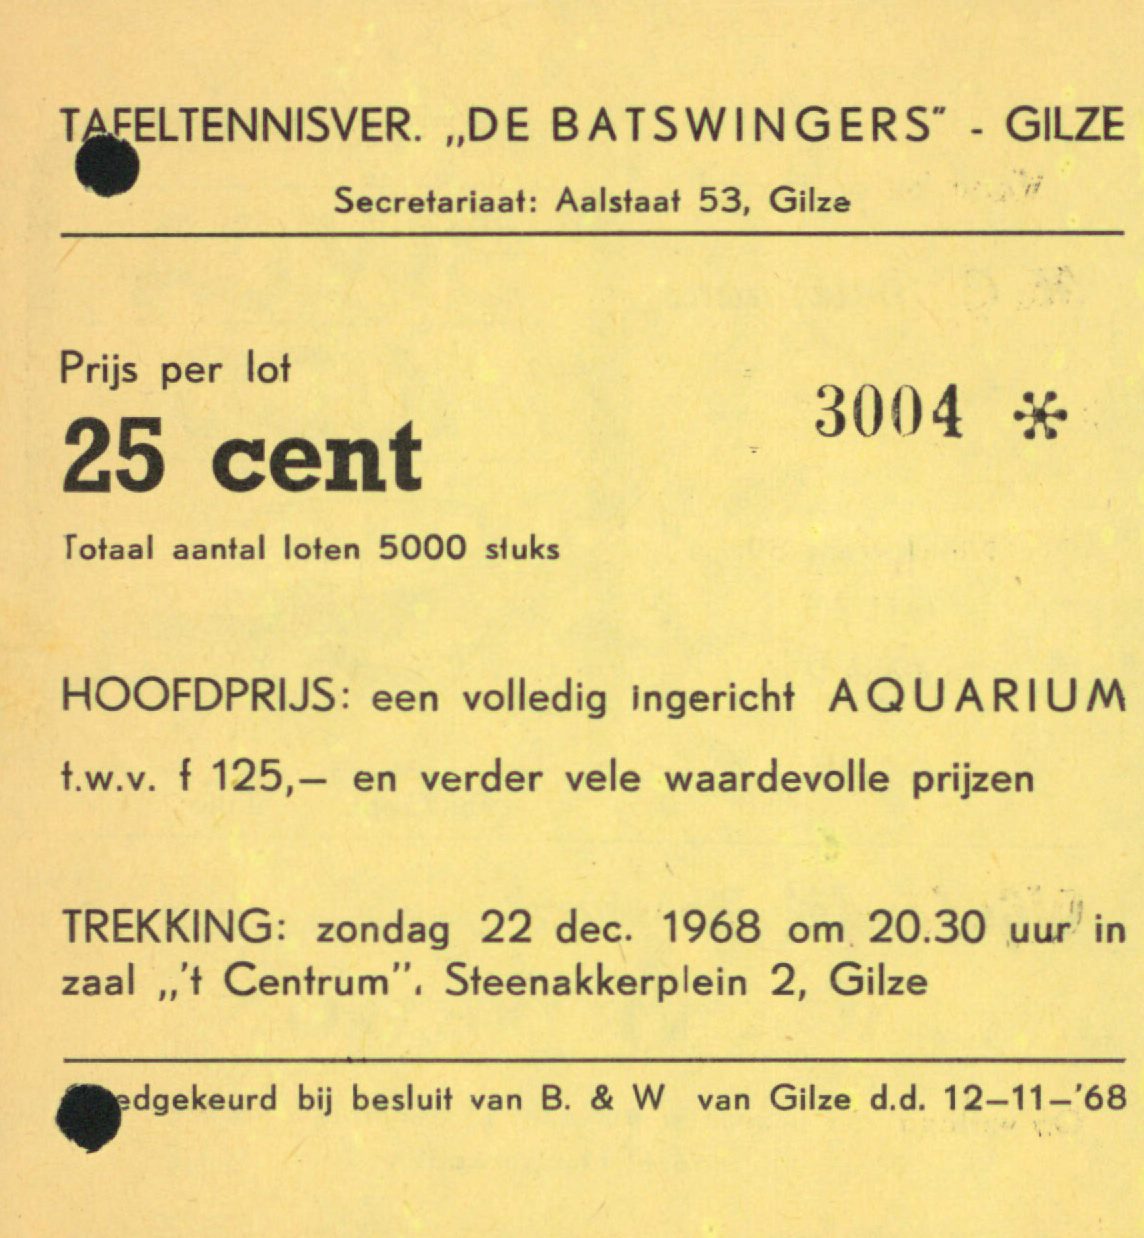 TAFELTENNISVER. „DE BATSWINGERS” - GILZE
Secretariaat: Aalstaat 53, Gilze
Prijs per lot
25 cent
3004 *
Totaal aantal loten 5000 stuks
HOOFDPRIJS: een volledig ingericht AQUARIUM
t.w.v. f 125,— en verder vele waardevolle prijzen
TREKKING: zondag 22 dec. 1968 om 20.30 uur in
zaal „'t Centrum”, Steenakkerplein 2, Gilze
edgekeurd bij besluit van B. & W van Gilze d.d. 12—11—'68